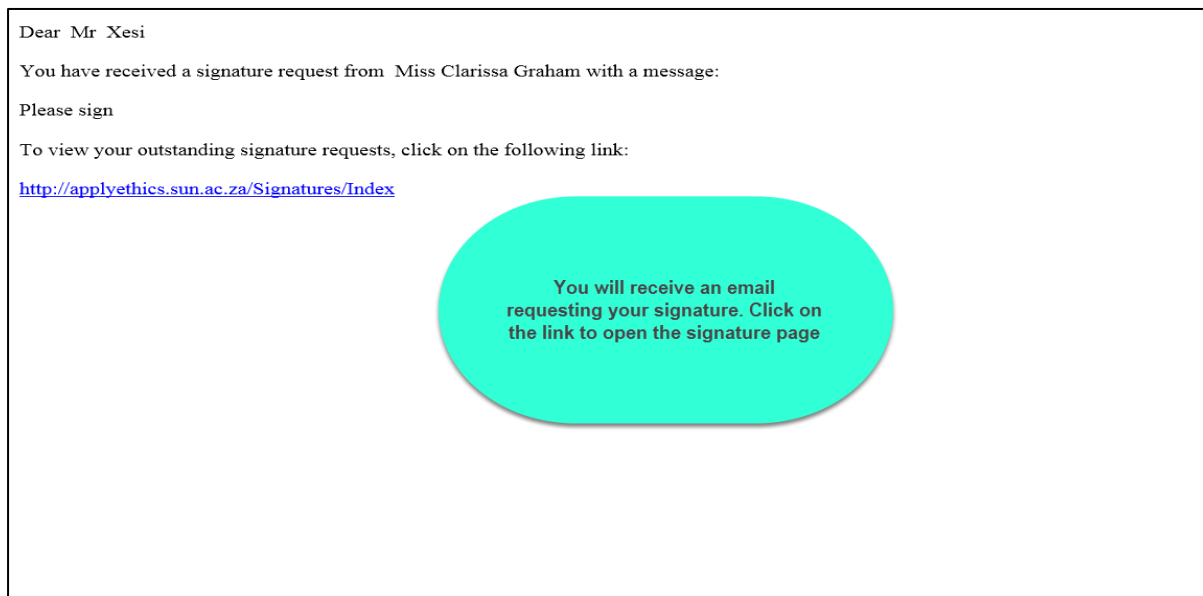 Dear Mr Xesi
You have received a signature request from Miss Clarissa Graham with a message:
Please sign
To view your outstanding signature requests, click on the following link:
http://applyethics.sun.ac.za/Signatures/Index
You will receive an email
requesting your signature. Click on
the link to open the signature page